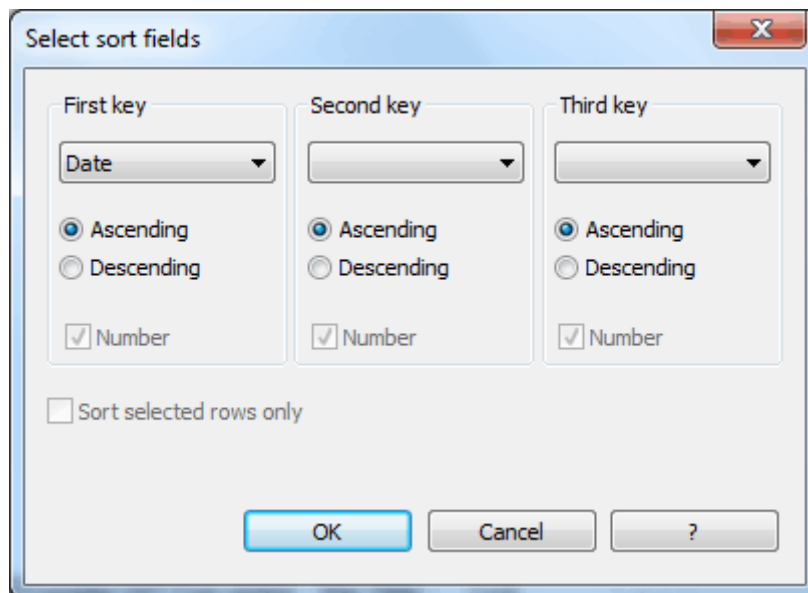 Select sort fields
First key Second key Third key
Date
Ascending Ascending Ascending
Descending Descending Descending
Number Number Number
Sort selected rows only
OK Cancel ?